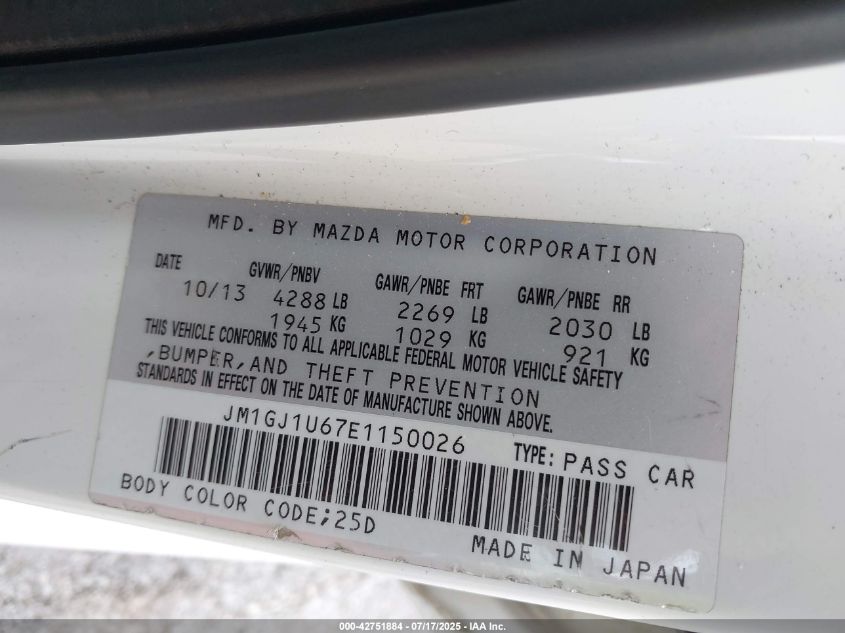 MFD. BY MAZDA MOTOR CORPORATION
DATE GVWR/PNBV GAWR/PNBE FRT GAWR/PNBE RR
10/13 4288 LB 2269 LB 2030 LB
1945 KG 1029 KG 921 KG
THIS VEHICLE CONFORMS TO ALL APPLICABLE FEDERAL MOTOR VEHICLE SAFETY
,BUMPER,AND THEFT PREVENTION
STANDARDS IN EFFECT ON THE DATE OF MANUFACTURE SHOWN ABOVE.
JM1GJ1U67E1150026 TYPE: PASS CAR
BODY COLOR CODE;25D
MADE IN JAPAN
000-42751884 - 07/17/2025 - IAA Inc.